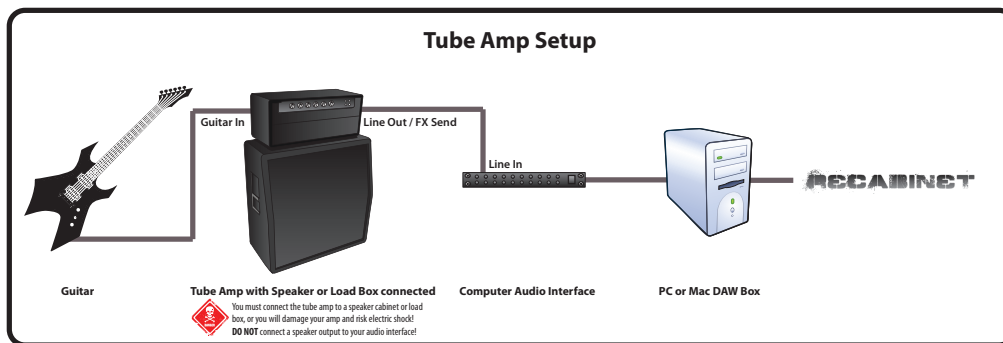 Tube Amp Setup
Guitar In
Line Out / FX Send
Line In
RECABINET
Guitar
Tube Amp with Speaker or Load Box connected
Computer Audio Interface
PC or Mac DAW Box
You must connect the tube amp to a speaker cabinet or load
box, or you will damage your amp and risk electric shock!
DO NOT connect a speaker output to your audio interface!